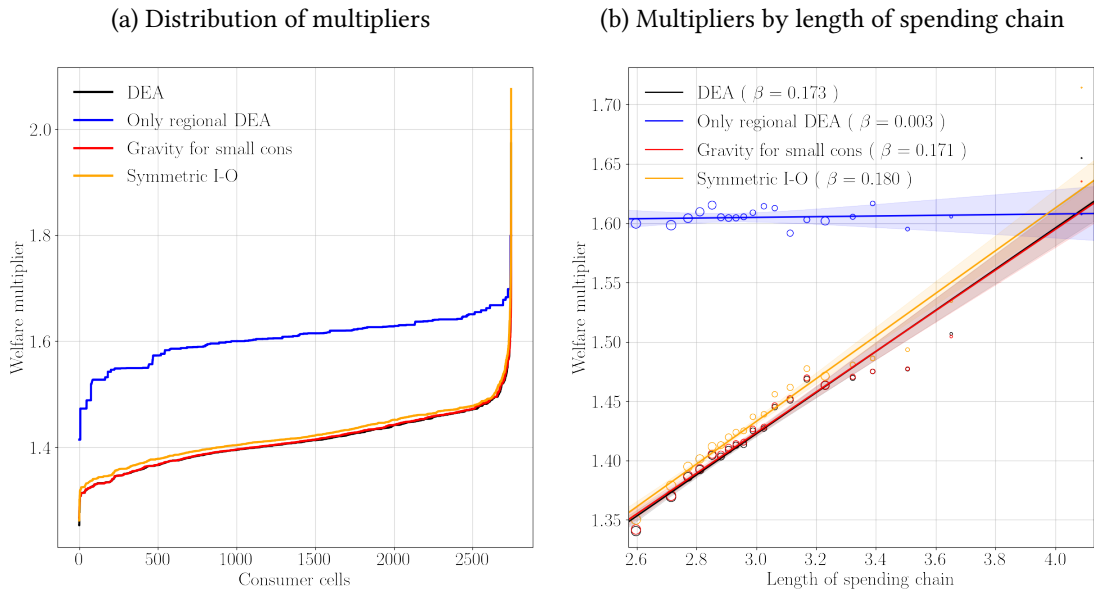 (a) Distribution of multipliers
DEA
Only regional DEA
Gravity for small cons
Symmetric I-O
2.0
1.8
1.6
1.4
Welfare multiplier
0
500
1000
1500
2000
2500
Consumer cells
(b) Multipliers by length of spending chain
DEA ( β = 0.173 )
Only regional DEA ( β = 0.003 )
Gravity for small cons ( β = 0.171 )
Symmetric I-O ( β = 0.180 )
1.70
1.65
1.60
1.55
1.50
1.45
1.40
1.35
Welfare multiplier
2.6
2.8
3.0
3.2
3.4
3.6
3.8
4.0
Length of spending chain